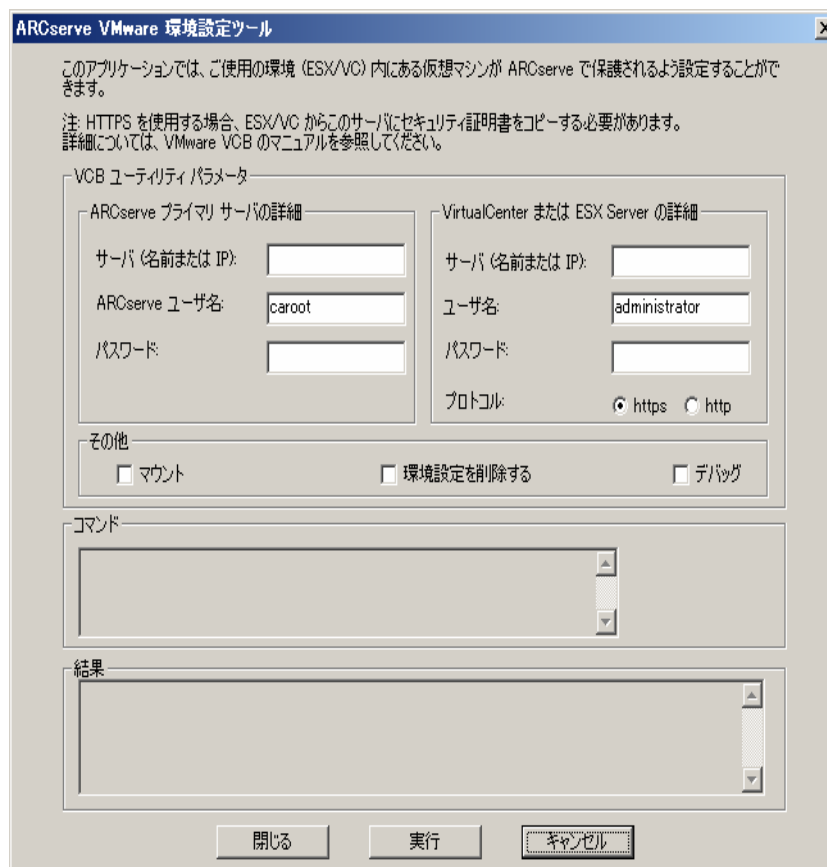 ARCserve VMware 環境設定ツール
このアプリケーションでは、ご使用の環境 (ESX/VC) 内にある仮想マシンが ARCserve で保護されるよう設定することがで
きます。
注: HTTPS を使用する場合、ESX/VC からこのサーバにセキュリティ証明書をコピーする必要があります。
詳細については、VMware VCB のマニュアルを参照してください。
VCB ユーティリティ パラメータ
ARCserve プライマリ サーバの詳細
サーバ (名前または IP):
ARCserve ユーザ名:
caroot
パスワード:
VirtualCenter または ESX Server の詳細
サーバ (名前または IP):
ユーザ名:
administrator
パスワード:
プロトコル:
https
http
その他
マウント
環境設定を削除する
デバッグ
コマンド
結果
閉じる
実行
キャンセル